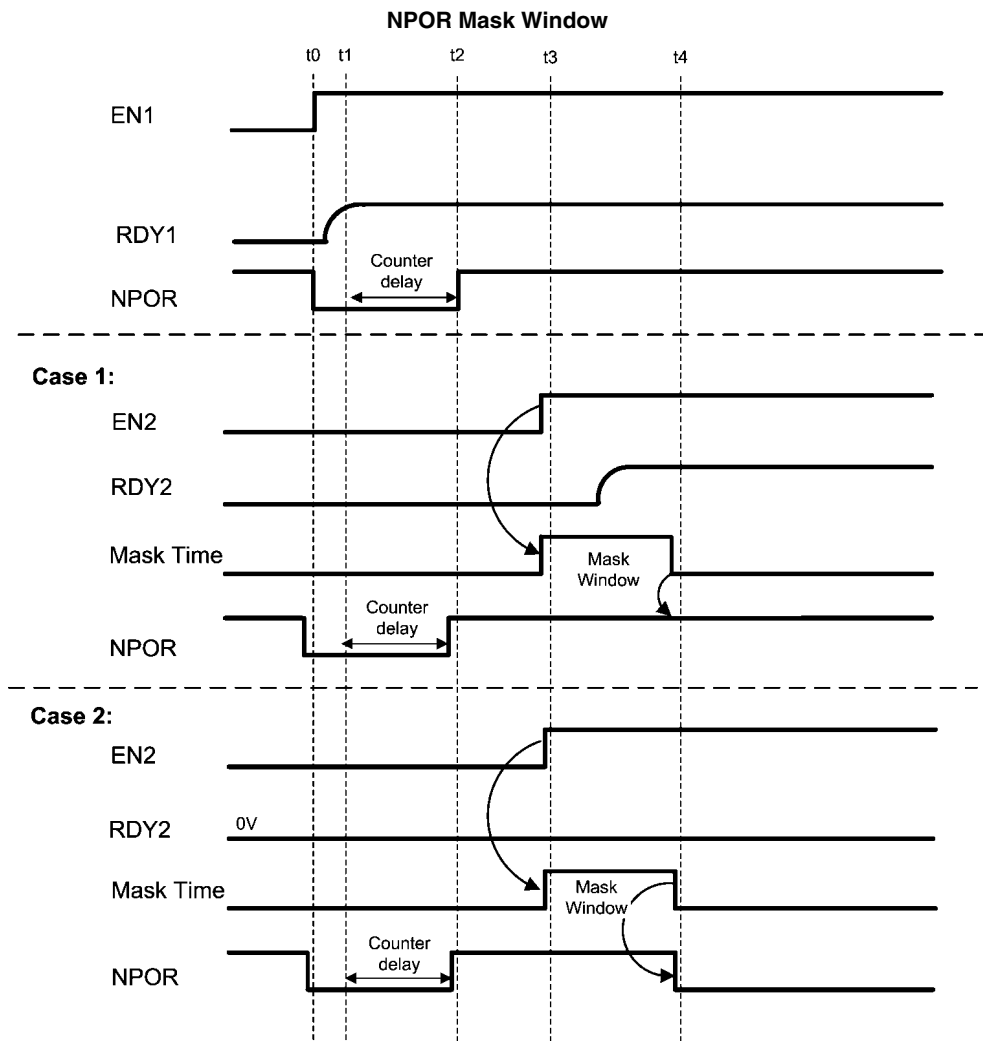 NPOR Mask Window
t0 t1 t2 t3 t4
EN1
RDY1
Counter
delay
NPOR
Case 1:
EN2
RDY2
Mask Time
Mask
Window
Counter
delay
NPOR
Case 2:
EN2
0V
RDY2
Mask Time
Mask
Window
Counter
delay
NPOR